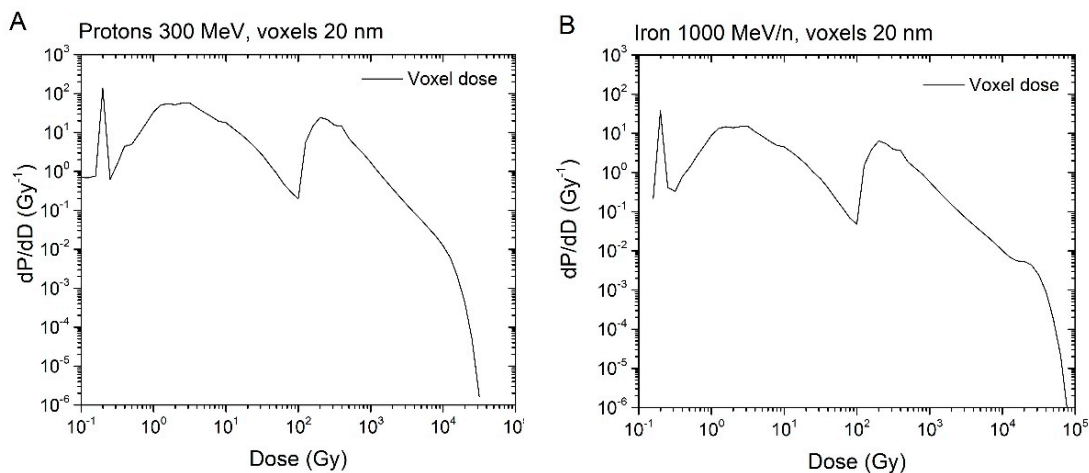 A
Protons 300 MeV, voxels 20 nm
Voxel dose
dP/dD (Gy⁻¹)
10³
10²
10¹
10⁰
10⁻¹
10⁻²
10⁻³
10⁻⁴
10⁻⁵
10⁻⁶
10⁻¹ 10⁰ 10¹ 10² 10³ 10⁴
Dose (Gy)
B
Iron 1000 MeV/n, voxels 20 nm
Voxel dose
dP/dD (Gy⁻¹)
10³
10²
10¹
10⁰
10⁻¹
10⁻²
10⁻³
10⁻⁴
10⁻⁵
10⁻⁶
10⁻¹ 10⁰ 10¹ 10² 10³ 10⁴ 10⁵
Dose (Gy)